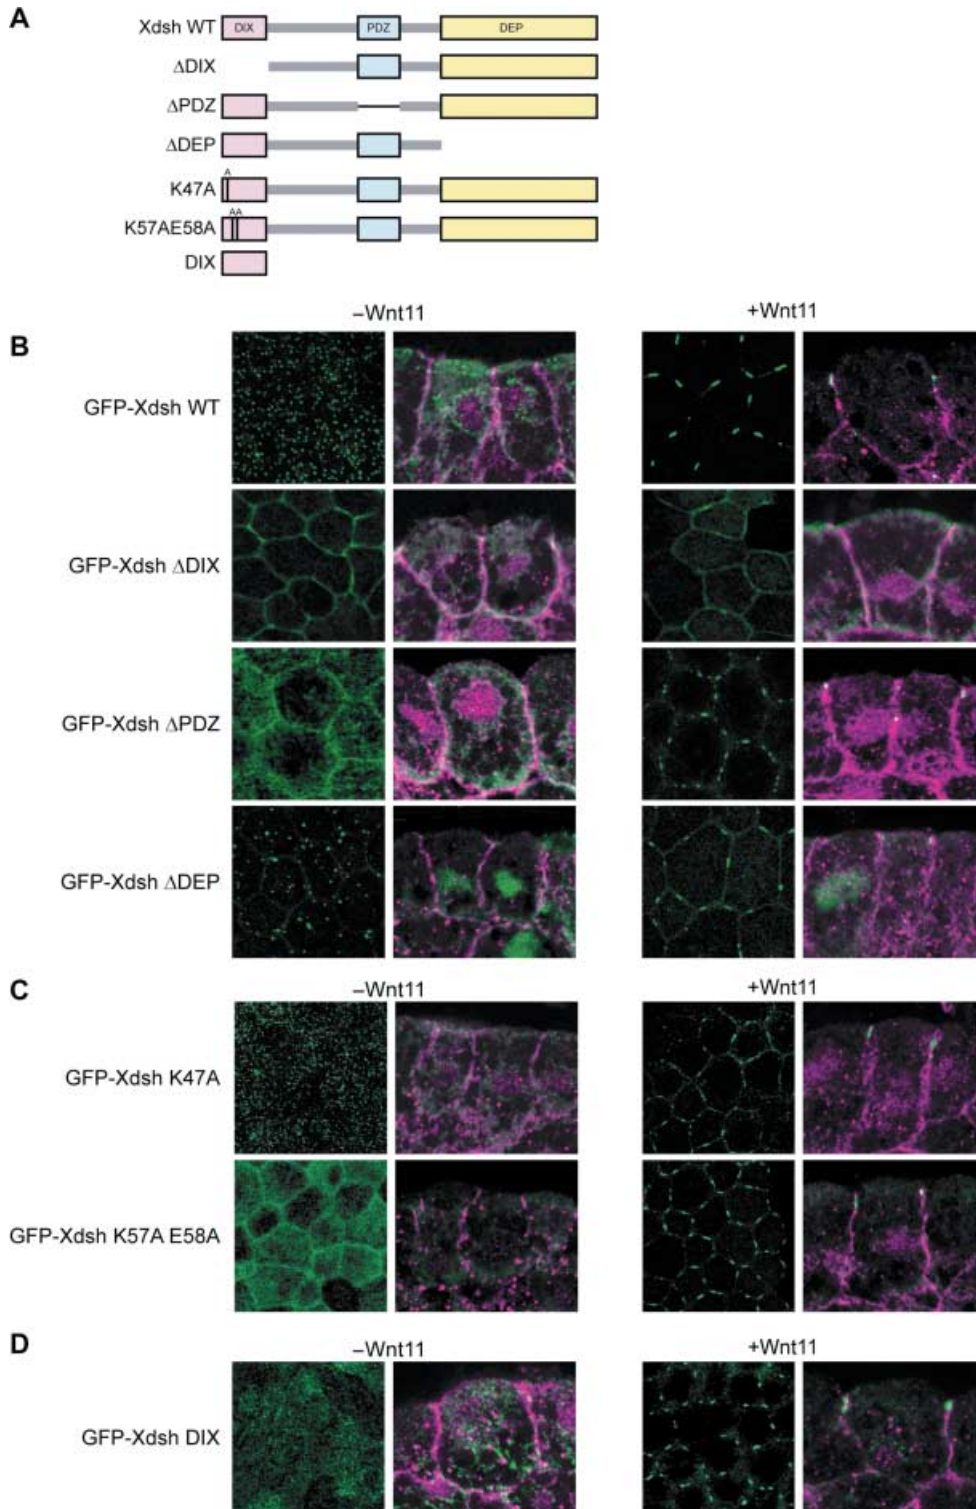 A
Xdsh WT DIX PDZ DEP
ΔDIX
ΔPDZ
ΔDEP
A
K47A
AA
K57AE58A
DIX
–Wnt11 +Wnt11
B
GFP-Xdsh WT
GFP-Xdsh ΔDIX
GFP-Xdsh ΔPDZ
GFP-Xdsh ΔDEP
C
–Wnt11 +Wnt11
GFP-Xdsh K47A
GFP-Xdsh K57A E58A
D
–Wnt11 +Wnt11
GFP-Xdsh DIX